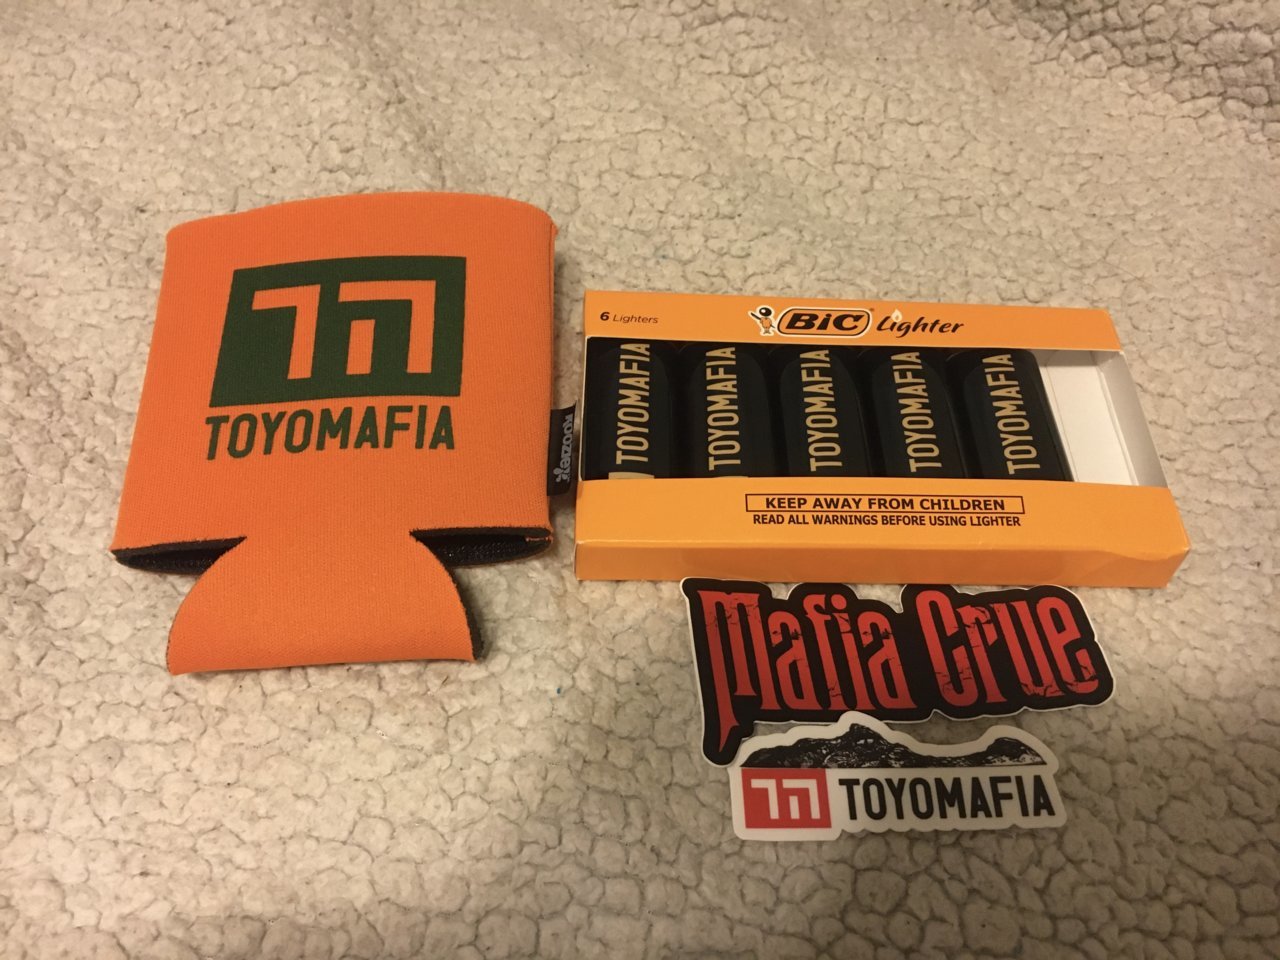 TOYOMAFIA
koozie
6 Lighters
BiC Lighter
TOYOMAFIA
TOYOMAFIA
TOYOMAFIA
TOYOMAFIA
TOYOMAFIA
KEEP AWAY FROM CHILDREN
READ ALL WARNINGS BEFORE USING LIGHTER
Mafia Crue
TOYOMAFIA